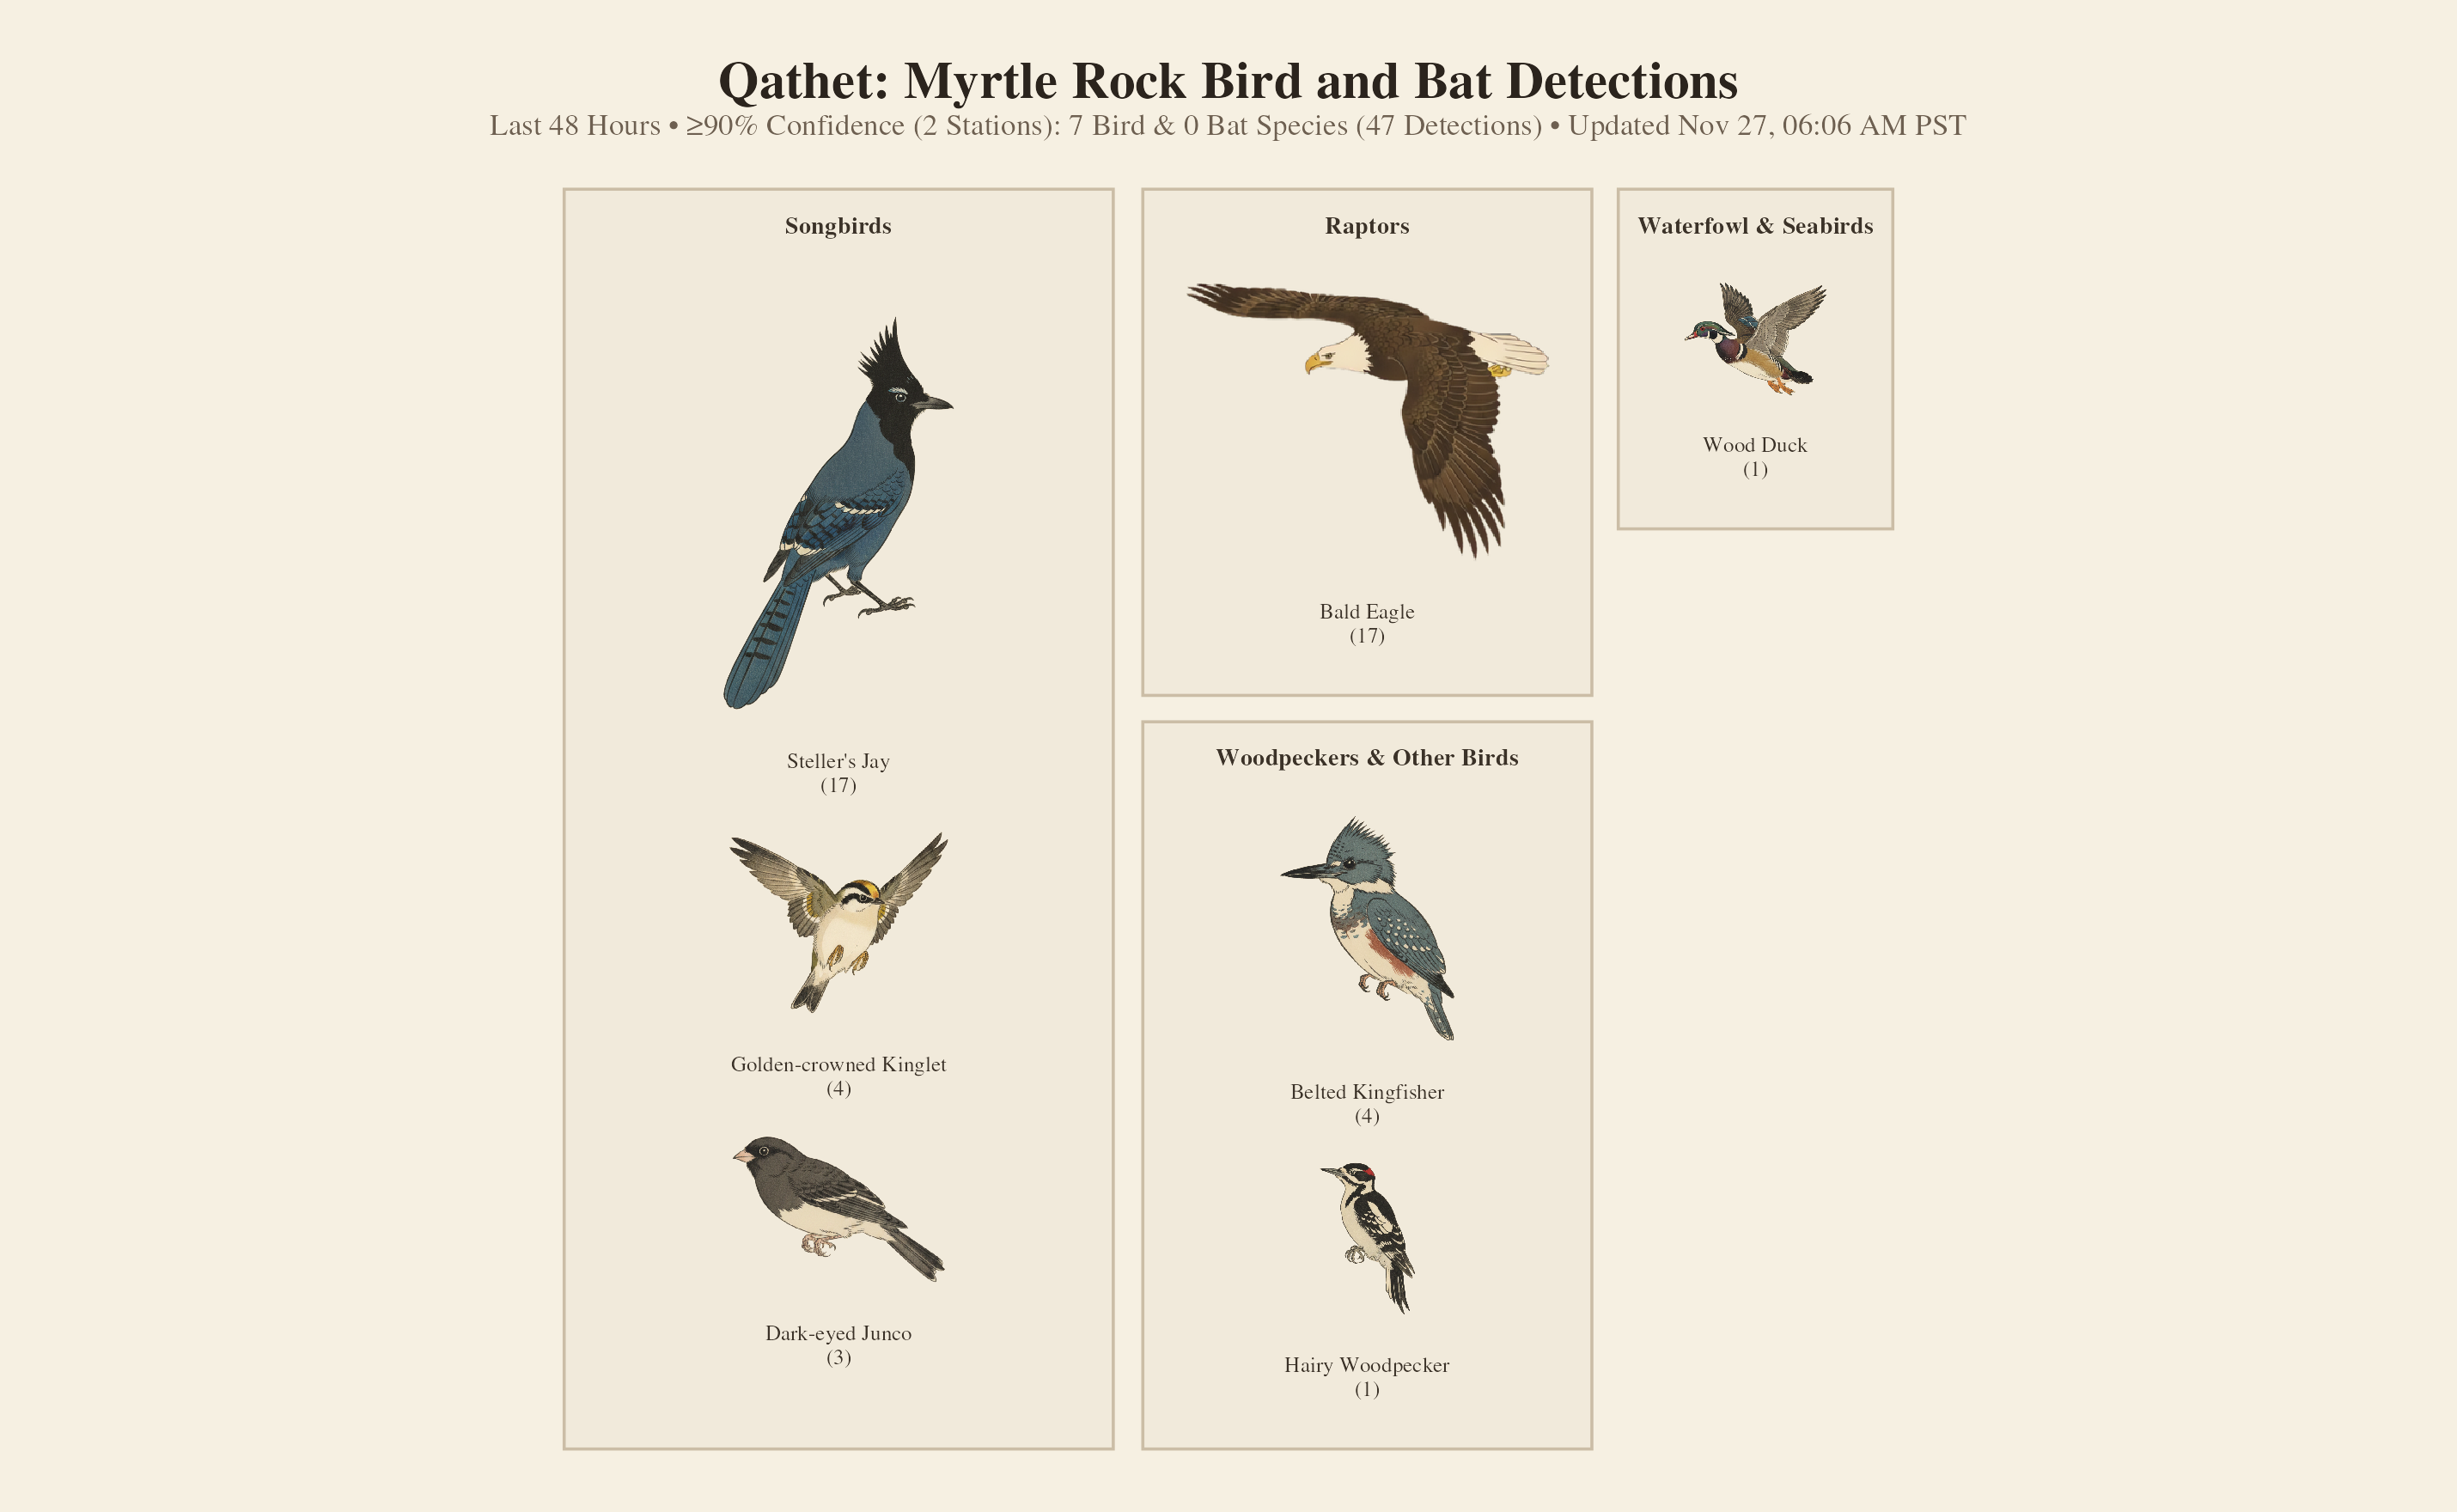 Qathet: Myrtle Rock Bird and Bat Detections
Last 48 Hours • ≥90% Confidence (2 Stations): 7 Bird & 0 Bat Species (47 Detections) • Updated Nov 27, 06:06 AM PST
Songbirds
Steller's Jay
(17)
Golden-crowned Kinglet
(4)
Dark-eyed Junco
(3)
Raptors
Bald Eagle
(17)
Woodpeckers & Other Birds
Belted Kingfisher
(4)
Hairy Woodpecker
(1)
Waterfowl & Seabirds
Wood Duck
(1)